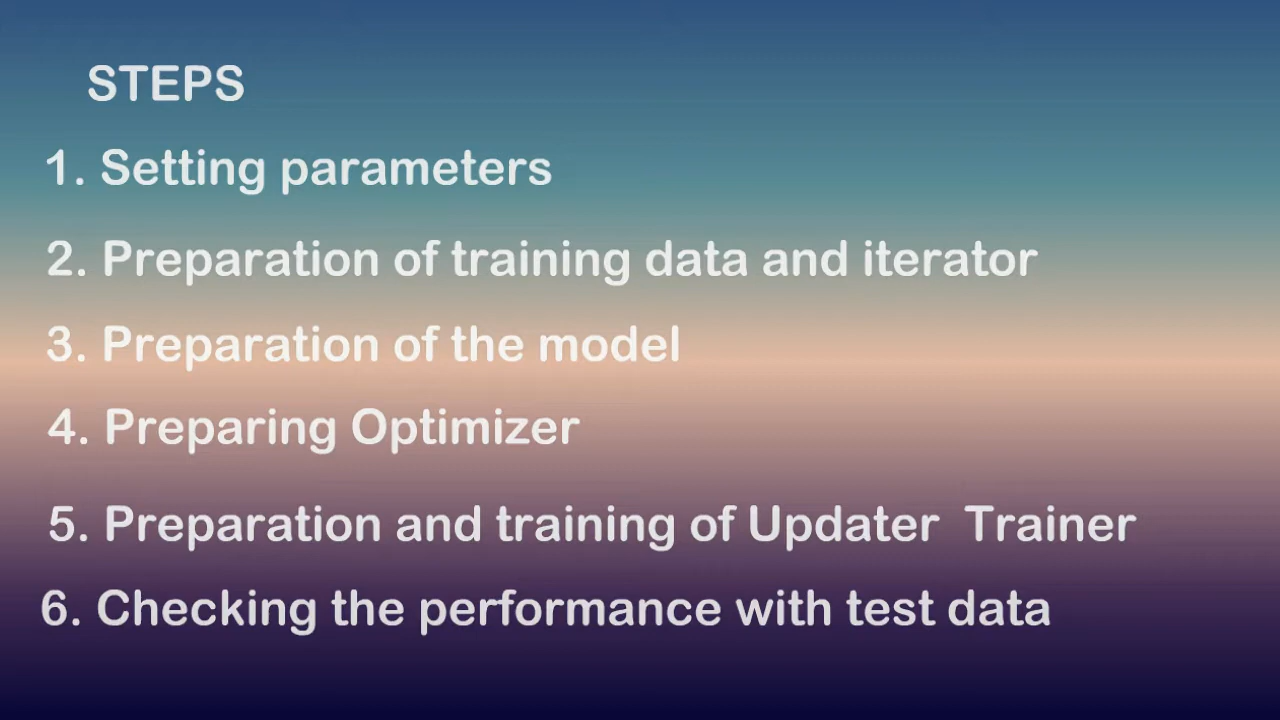 STEPS
1. Setting parameters
2. Preparation of training data and iterator
3. Preparation of the model
4. Preparing Optimizer
5. Preparation and training of Updater  Trainer
6. Checking the performance with test data